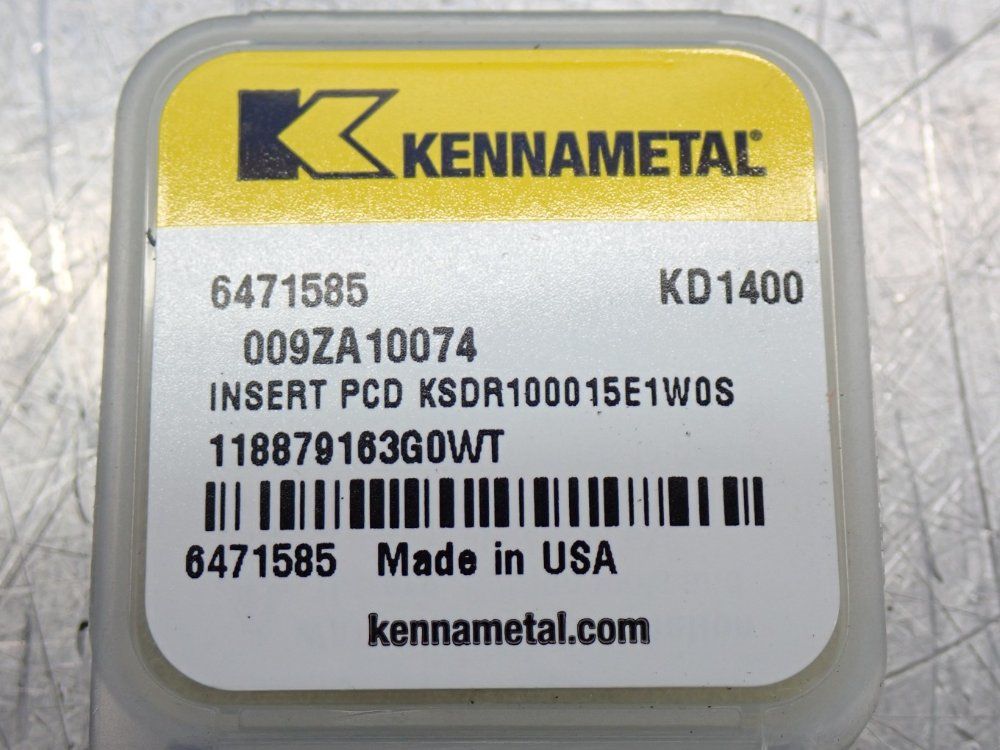 KENNAMETAL®
6471585 KD1400
009ZA10074
INSERT PCD KSDR100015E1W0S
118879163G0WT
6471585 Made in USA
kennametal.com